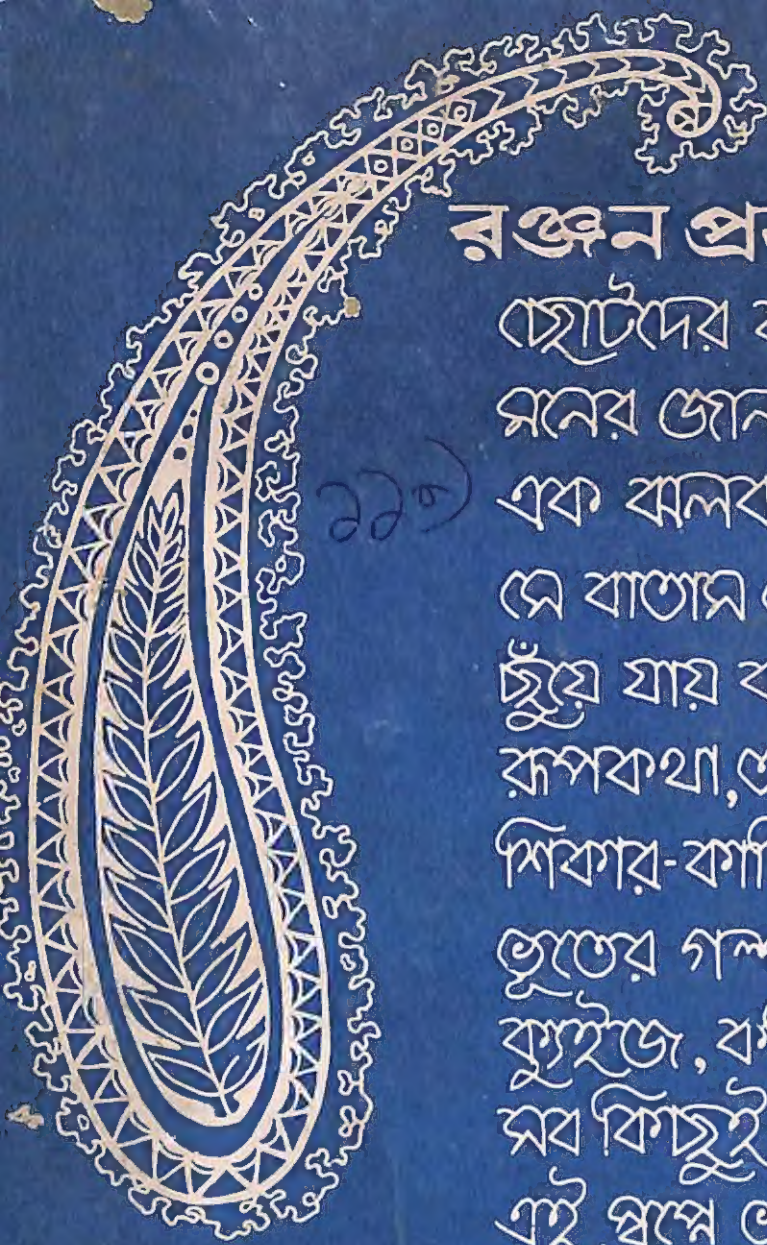 রঞ্জন প্র
ছোটদের
মনের জান
এক ঝলক
সে বাতাস
ছুঁয়ে যায়
রূপকথা,
শিকার-কাহি
ভূতের গল্প
ক্যুইজে,
সব কিছুই
এই স্বপ্নে